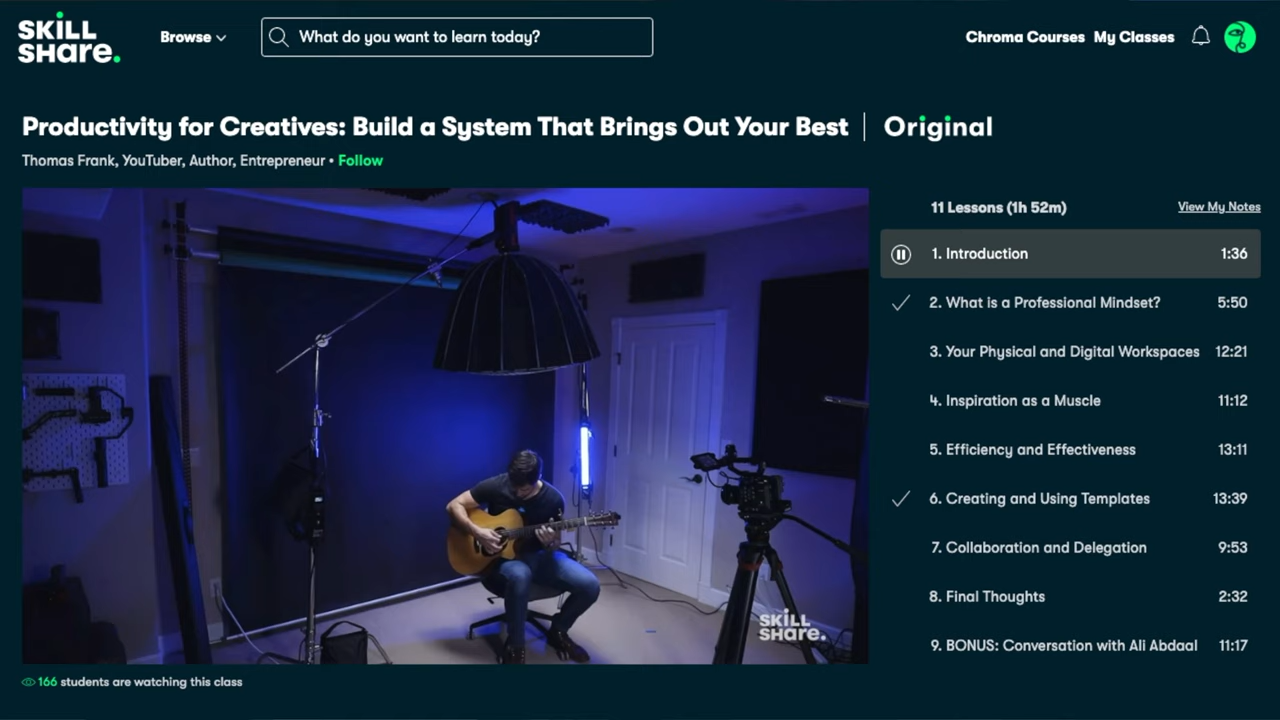 SKILL
SHARE.
Browse
What do you want to learn today?
Chroma Courses
My Classes
Productivity for Creatives: Build a System That Brings Out Your Best | Original
Thomas Frank, YouTuber, Author, Entrepreneur • Follow
11 Lessons (1h 52m)
View My Notes
1. Introduction 1:36
2. What is a Professional Mindset? 5:50
3. Your Physical and Digital Workspaces 12:21
4. Inspiration as a Muscle 11:12
5. Efficiency and Effectiveness 13:11
6. Creating and Using Templates 13:39
7. Collaboration and Delegation 9:53
8. Final Thoughts 2:32
9. BONUS: Conversation with Ali Abdaal 11:17
SKILL
SHARE.
166 students are watching this class